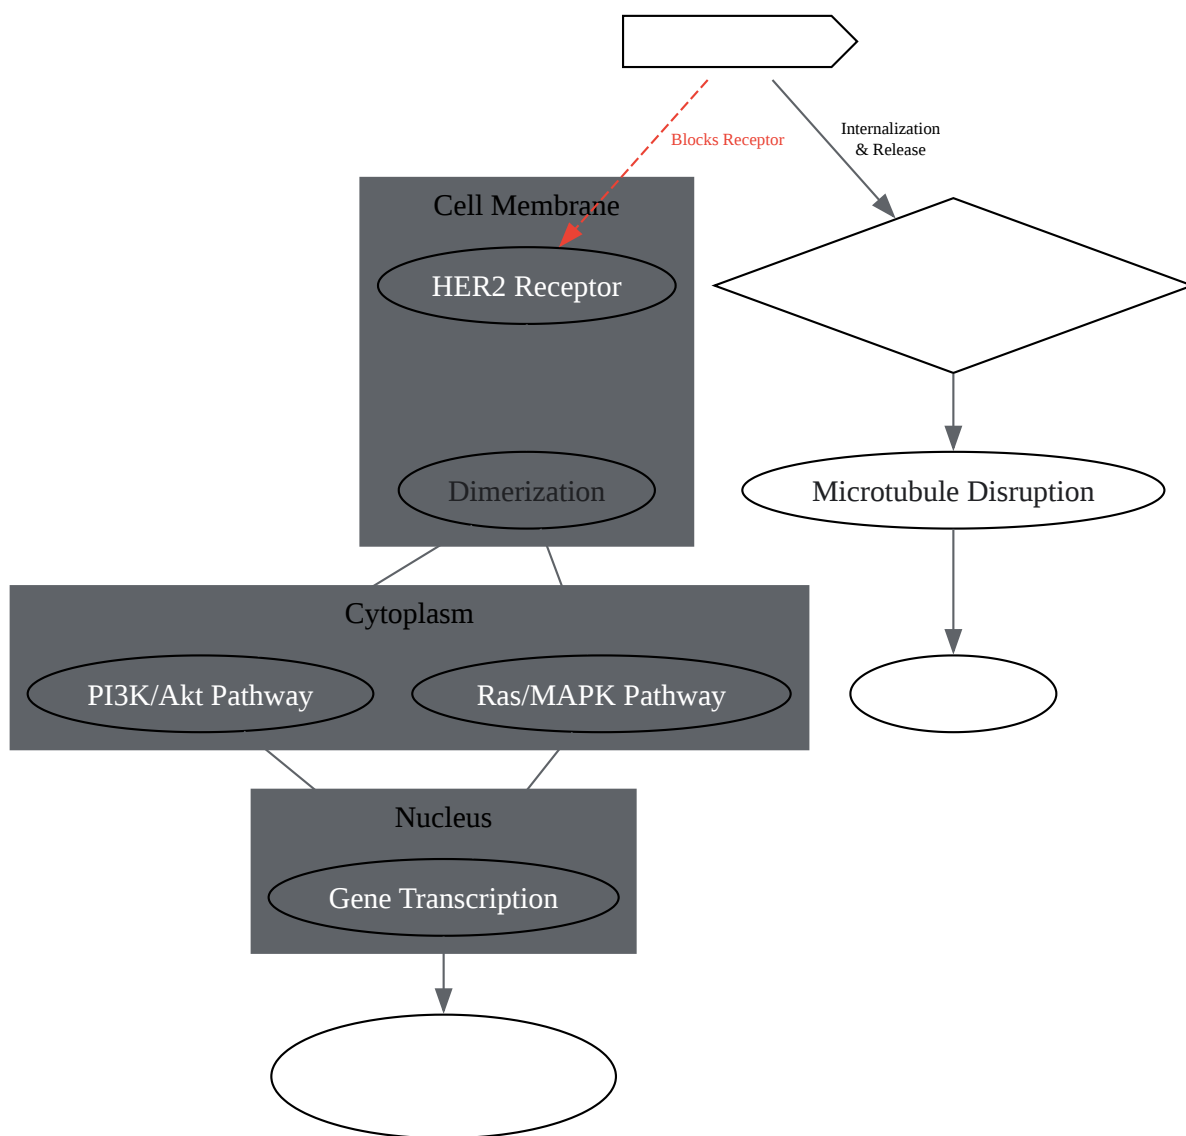 Blocks Receptor
Internalization
& Release
Cell Membrane
HER2 Receptor
Dimerization
Microtubule Disruption
Cytoplasm
PI3K/Akt Pathway
Ras/MAPK Pathway
Nucleus
Gene Transcription